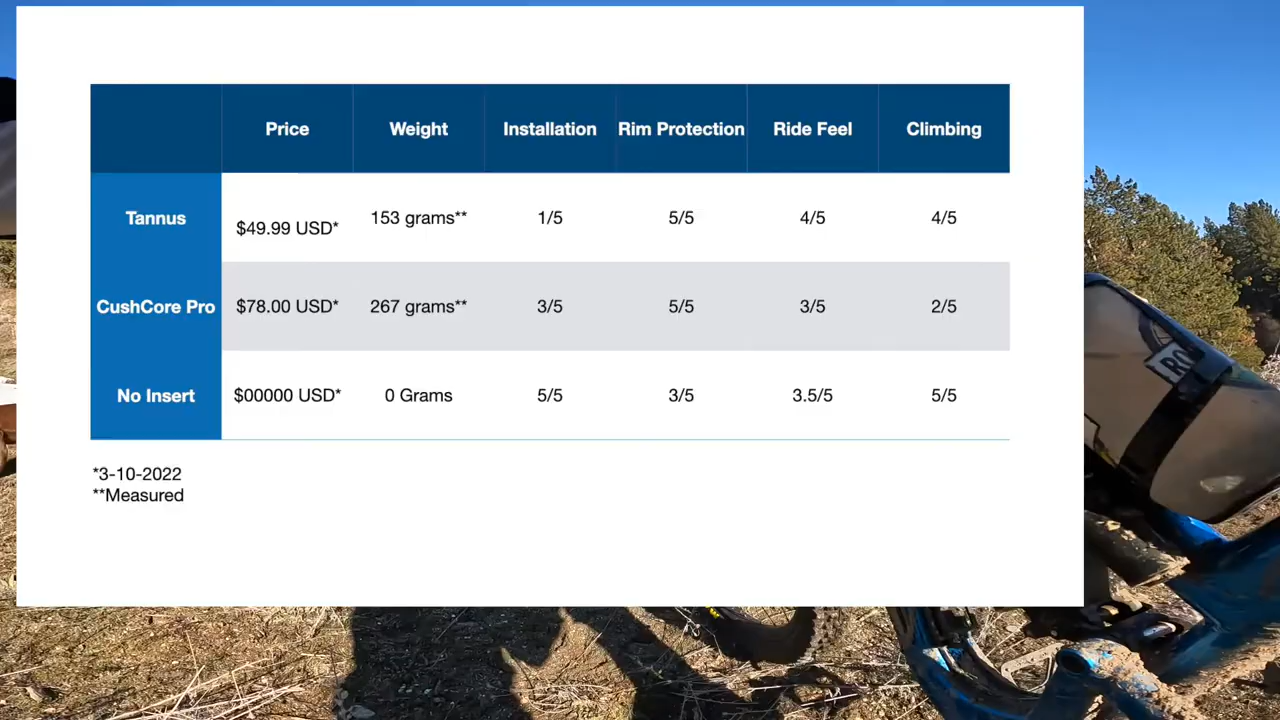 Price Weight Installation Rim Protection Ride Feel Climbing
Tannus $49.99 USD* 153 grams** 1/5 5/5 4/5 4/5
CushCore Pro $78.00 USD* 267 grams** 3/5 5/5 3/5 2/5
No Insert $00000 USD* 0 Grams 5/5 3/5 3.5/5 5/5
*3-10-2022
**Measured
RO